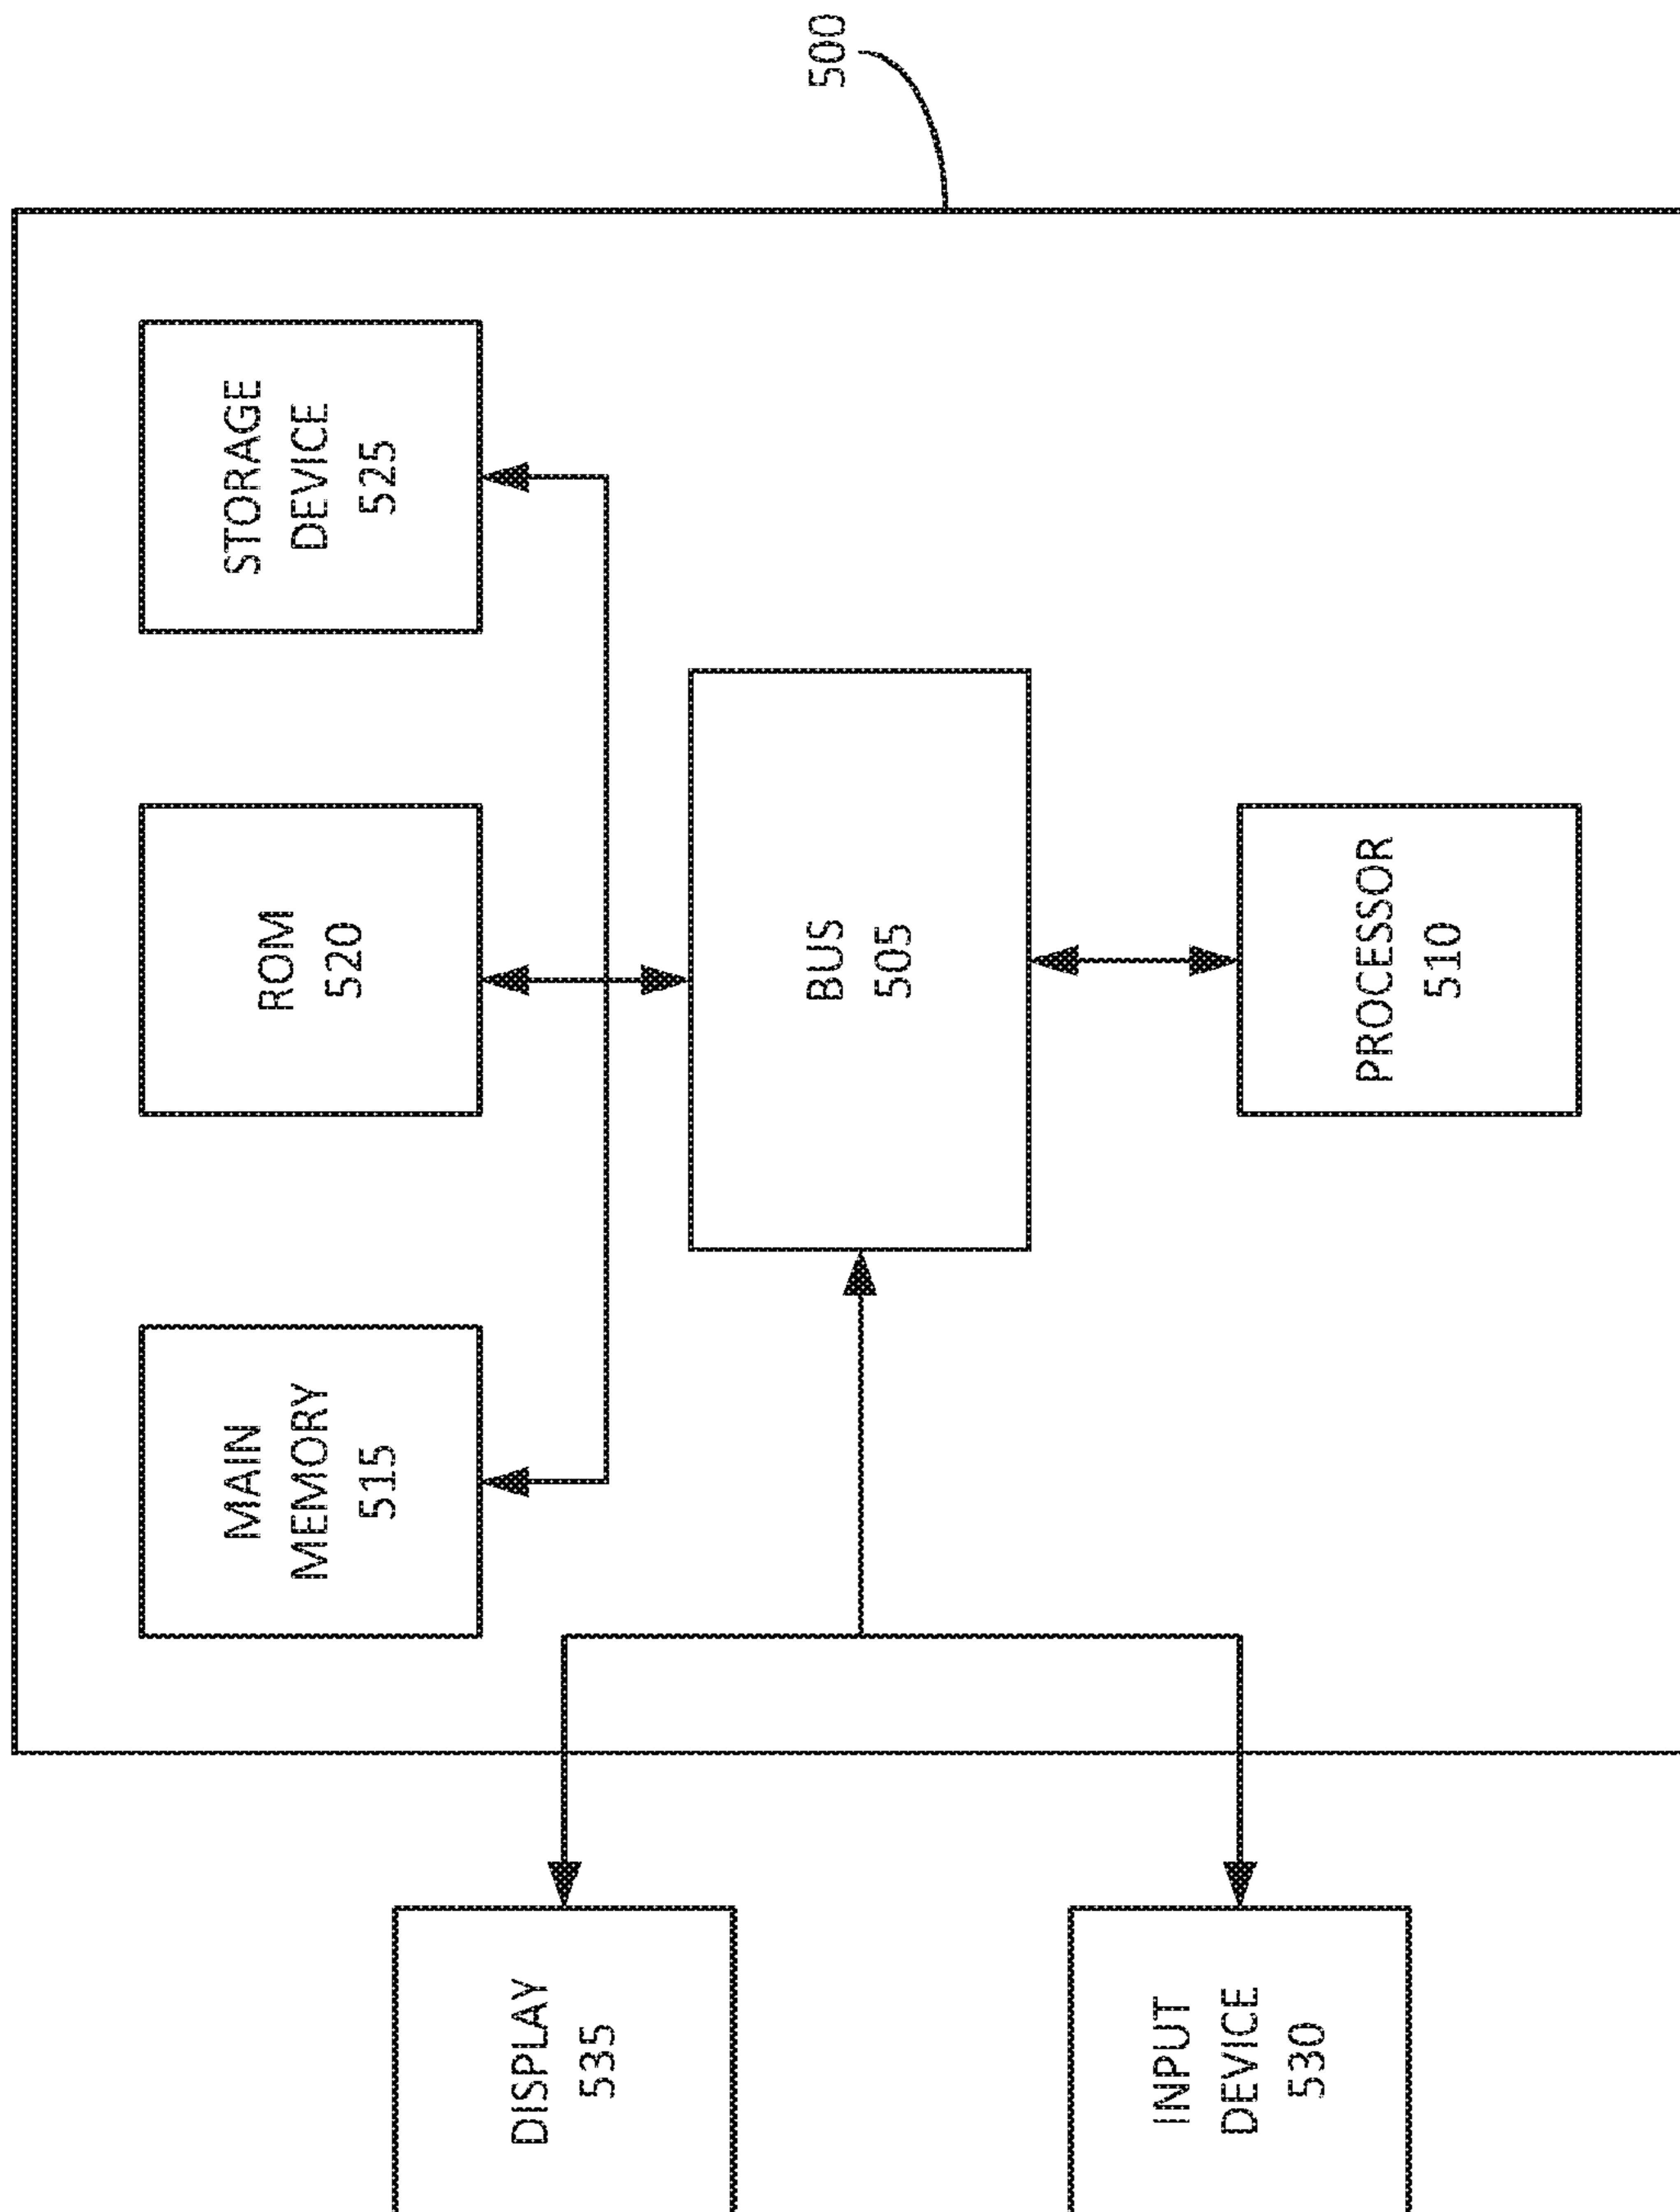 500
STORAGE
DEVICE
525
ROM
520
MAIN
MEMORY
515
BUS
505
PROCESSOR
510
DISPLAY
535
INPUT
DEVICE
530